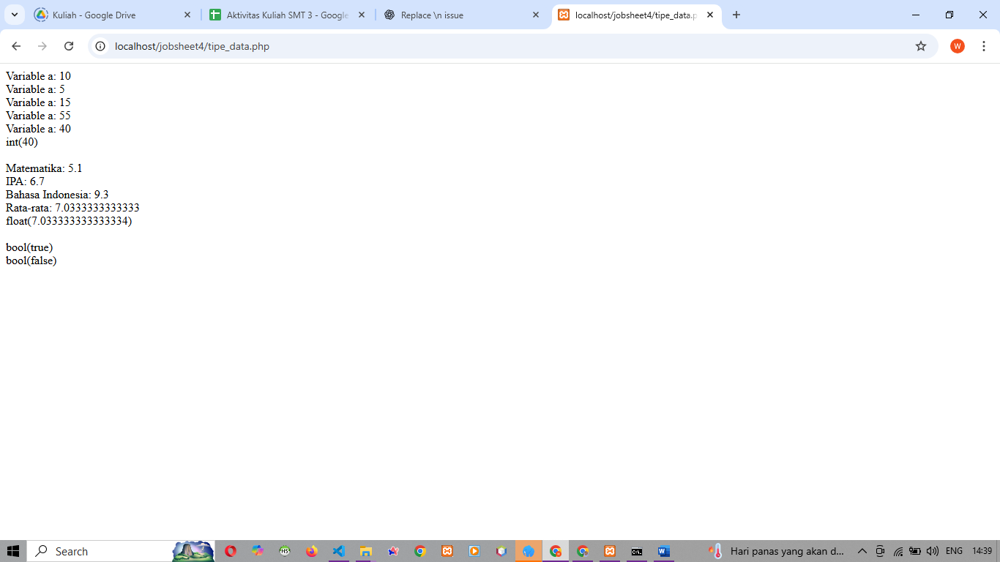 Kuliah - Google Drive
Aktivitas Kuliah SMT 3 - Google
Replace \n issue
localhost/jobsheet4/tipe_data.p
localhost/jobsheet4/tipe_data.php
W
Variable a: 10
Variable a: 5
Variable a: 15
Variable a: 55
Variable a: 40
int(40)
Matematika: 5.1
IPA: 6.7
Bahasa Indonesia: 9.3
Rata-rata: 7.0333333333333
float(7.033333333333334)
bool(true)
bool(false)
Search
HS
Hari panas yang akan d...
ENG
14:39